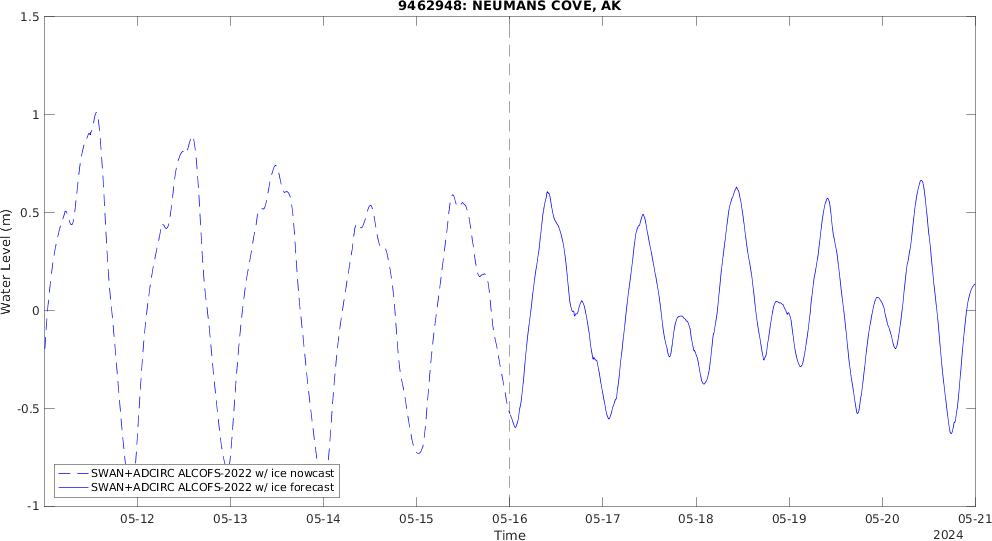 9462948: NEUMANS COVE, AK
1.5
1
0.5
0
-0.5
-1
Water Level (m)
SWAN+ADCIRC ALCOFS-2022 w/ ice nowcast
SWAN+ADCIRC ALCOFS-2022 w/ ice forecast
05-12 05-13 05-14 05-15 05-16 05-17 05-18 05-19 05-20 05-21
Time
2024